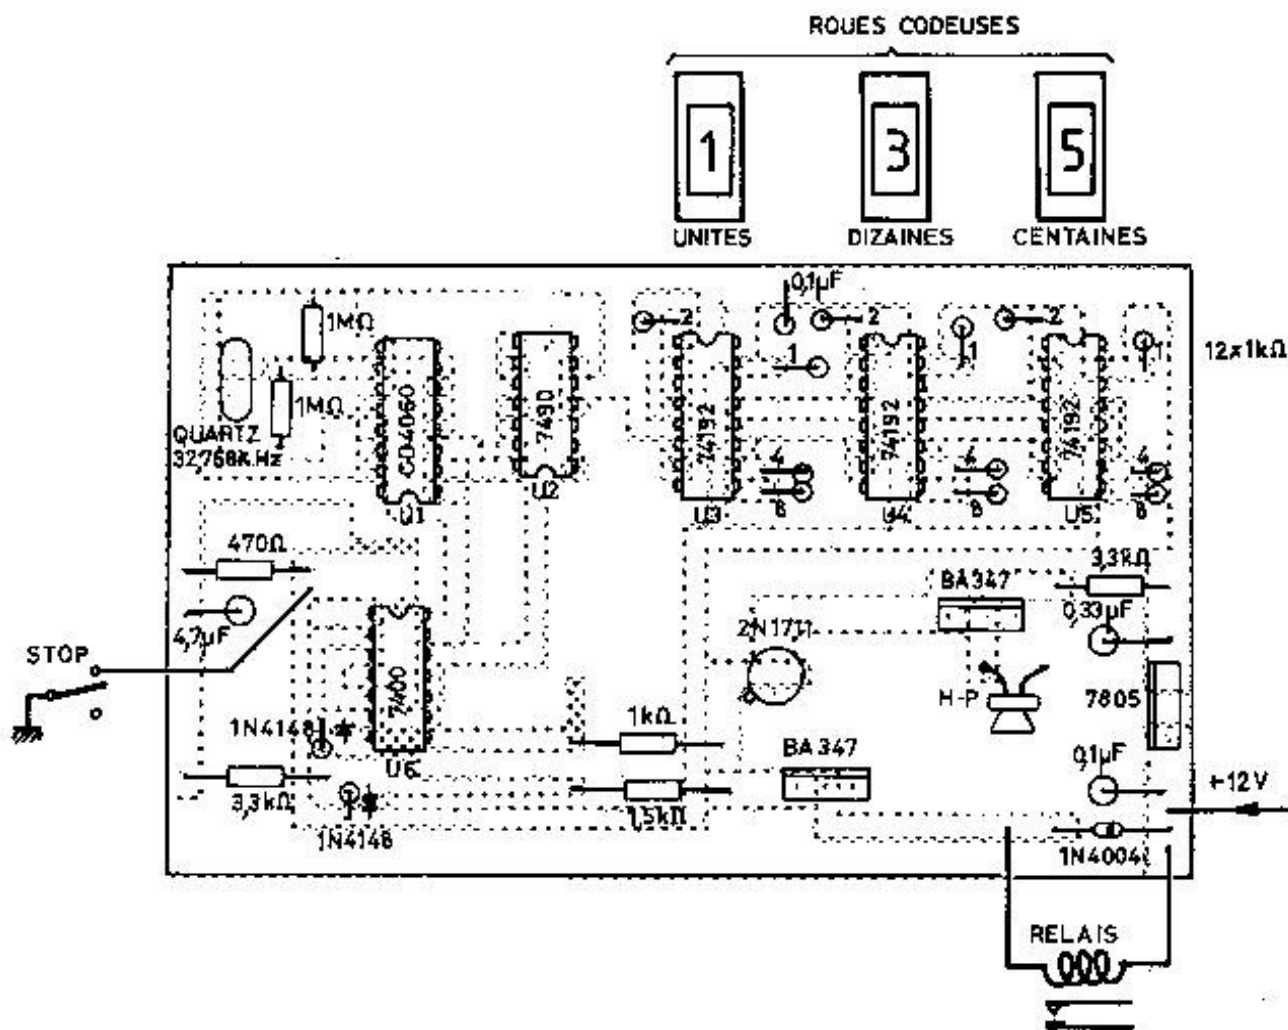 ROUES CODEUSES
1
3
5
UNITES
DIZAINES
CENTAINES
0,1µF
2
2
2
1MΩ
1
1
1
12x1kΩ
1MΩ
QUARTZ
32,768K.Hz
CD4060
7490
74192
74192
74192
4
4
4
8
8
8
U1
U2
U3
U4
U5
470Ω
3,3kΩ
BA347
0,33µF
4,7µF
2N1711
STOP
7400
H-P
7805
1N4148
1kΩ
U6
BA347
0,1µF
+12V
3,3kΩ
1,5kΩ
1N4148
1N4004
RELAIS